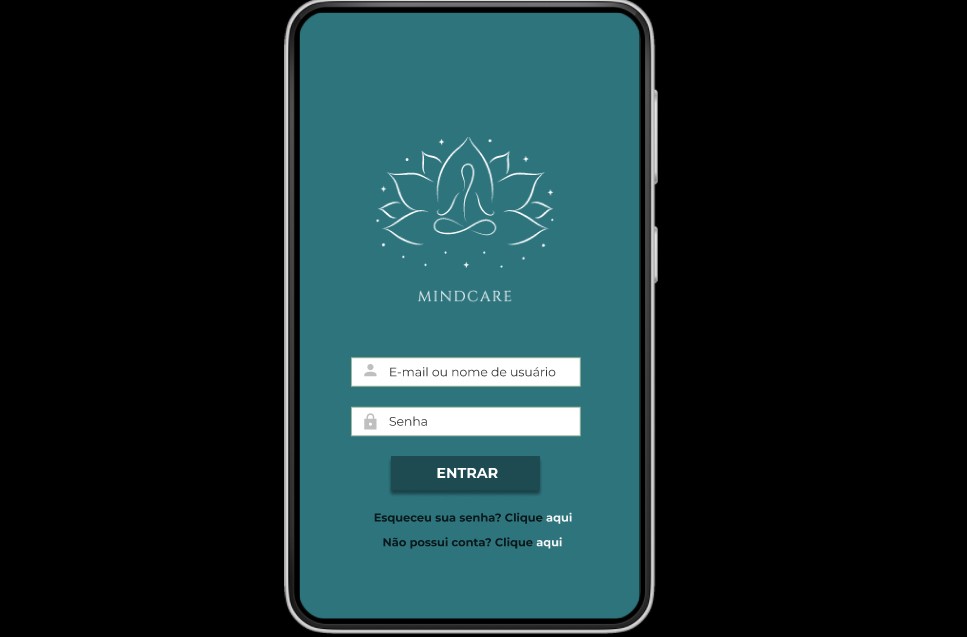 MINDCARE
E-mail ou nome de usuário
Senha
ENTRAR
Esqueceu sua senha? Clique aqui
Não possui conta? Clique aqui